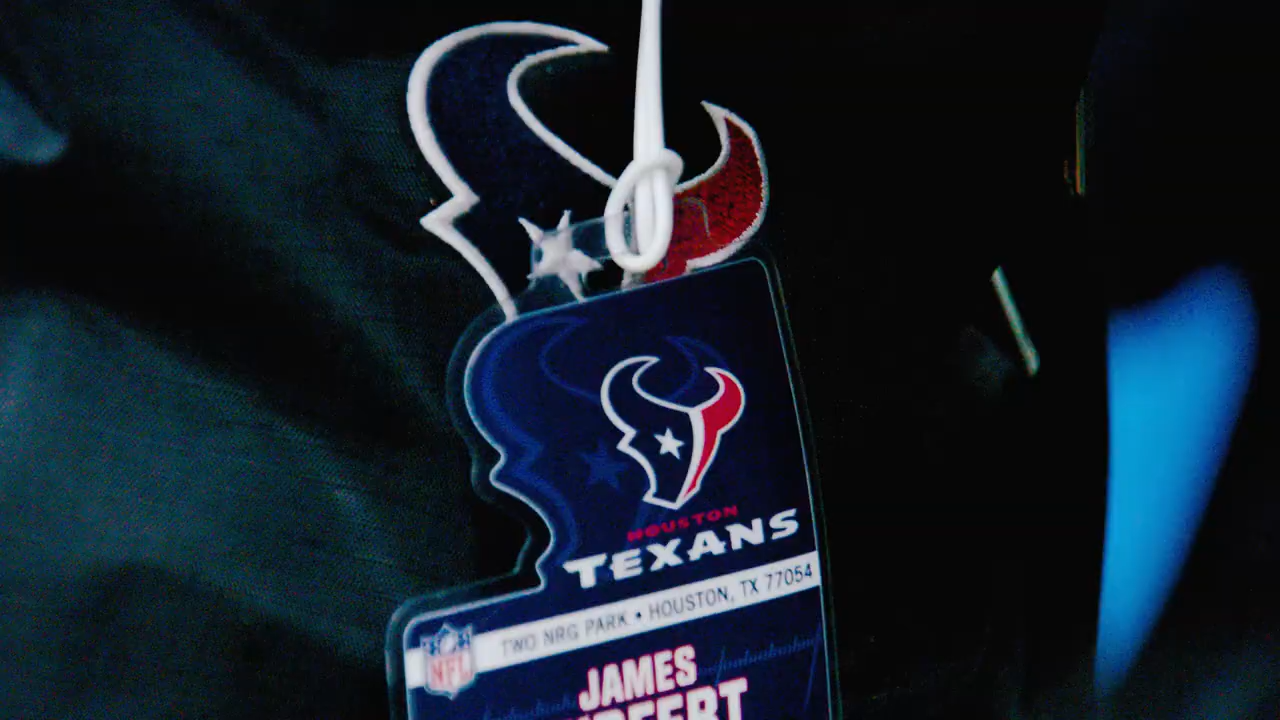 HOUSTON
TEXANS
TWO NRG PARK • HOUSTON, TX 77054
NFL
JAMES